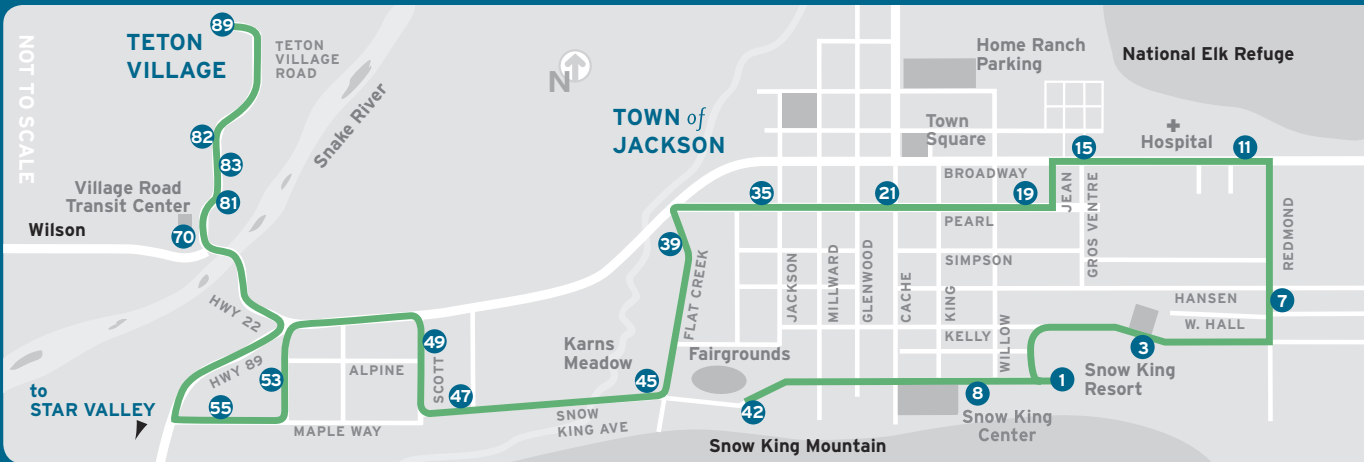 NOT TO SCALE
89
TETON
VILLAGE
TETON
VILLAGE
ROAD
82
83
81
Snake River
Village Road
Transit Center
70
Wilson
HWY 22
HWY 89
53
55
to
STAR VALLEY
ALPINE
MAPLE WAY
SCOTT
49
47
SNOW
KING AVE
Karns
Meadow
45
N
TOWN of
JACKSON
39
FLAT CREEK
35
21
19
Fairgrounds
42
JACKSON
MILLWARD
GLENWOOD
CACHE
KING
WILLOW
Home Ranch
Parking
Town
Square
BROADWAY
PEARL
SIMPSON
KELLY
JEAN
GROS VENTRE
15
Hospital
11
National Elk Refuge
REDMOND
7
HANSEN
W. HALL
3
Snow King
Resort
1
8
Snow King
Center
Snow King Mountain